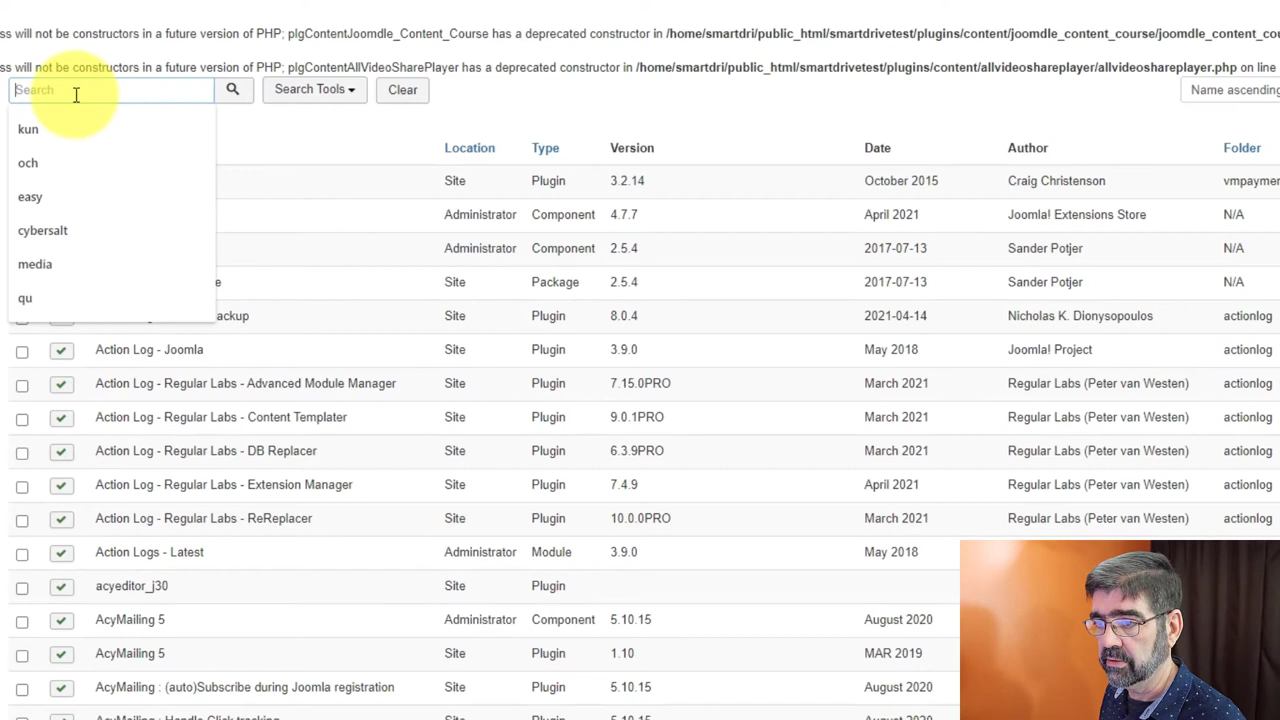 ss will not be constructors in a future version of PHP; plgContentJoomdle_Content_Course has a deprecated constructor in /home/smartdri/public_html/smartdrivetest/plugins/content/joomdle_content_course/joomdle_content_cou
ss will not be constructors in a future version of PHP; plgContentAllVideoSharePlayer has a deprecated constructor in /home/smartdri/public_html/smartdrivetest/plugins/content/allvideoshareplayer/allvideoshareplayer.php on line
Search Search Tools Clear Name ascending
kun
och
easy
cybersalt
media
qu
Location Type Version Date Author Folder
Site Plugin 3.2.14 October 2015 Craig Christenson vmpaymen
Administrator Component 4.7.7 April 2021 Joomla! Extensions Store N/A
Administrator Component 2.5.4 2017-07-13 Sander Potjer N/A
e Site Package 2.5.4 2017-07-13 Sander Potjer N/A
ackup Site Plugin 8.0.4 2021-04-14 Nicholas K. Dionysopoulos actionlog
Action Log - Joomla Site Plugin 3.9.0 May 2018 Joomla! Project actionlog
Action Log - Regular Labs - Advanced Module Manager Site Plugin 7.15.0PRO March 2021 Regular Labs (Peter van Westen) actionlog
Action Log - Regular Labs - Content Templater Site Plugin 9.0.1PRO March 2021 Regular Labs (Peter van Westen) actionlog
Action Log - Regular Labs - DB Replacer Site Plugin 6.3.9PRO March 2021 Regular Labs (Peter van Westen) actionlog
Action Log - Regular Labs - Extension Manager Site Plugin 7.4.9 April 2021 Regular Labs (Peter van Westen) actionlog
Action Log - Regular Labs - ReReplacer Site Plugin 10.0.0PRO March 2021 Regular Labs (Peter van Westen) actionlog
Action Logs - Latest Administrator Module 3.9.0 May 2018
acyeditor_j30 Site Plugin
AcyMailing 5 Administrator Component 5.10.15 August 2020
AcyMailing 5 Site Plugin 1.10 MAR 2019
AcyMailing : (auto)Subscribe during Joomla registration Site Plugin 5.10.15 August 2020
AcyMailing : Handle Click tracking Site Plugin 5.10.15 August 2020